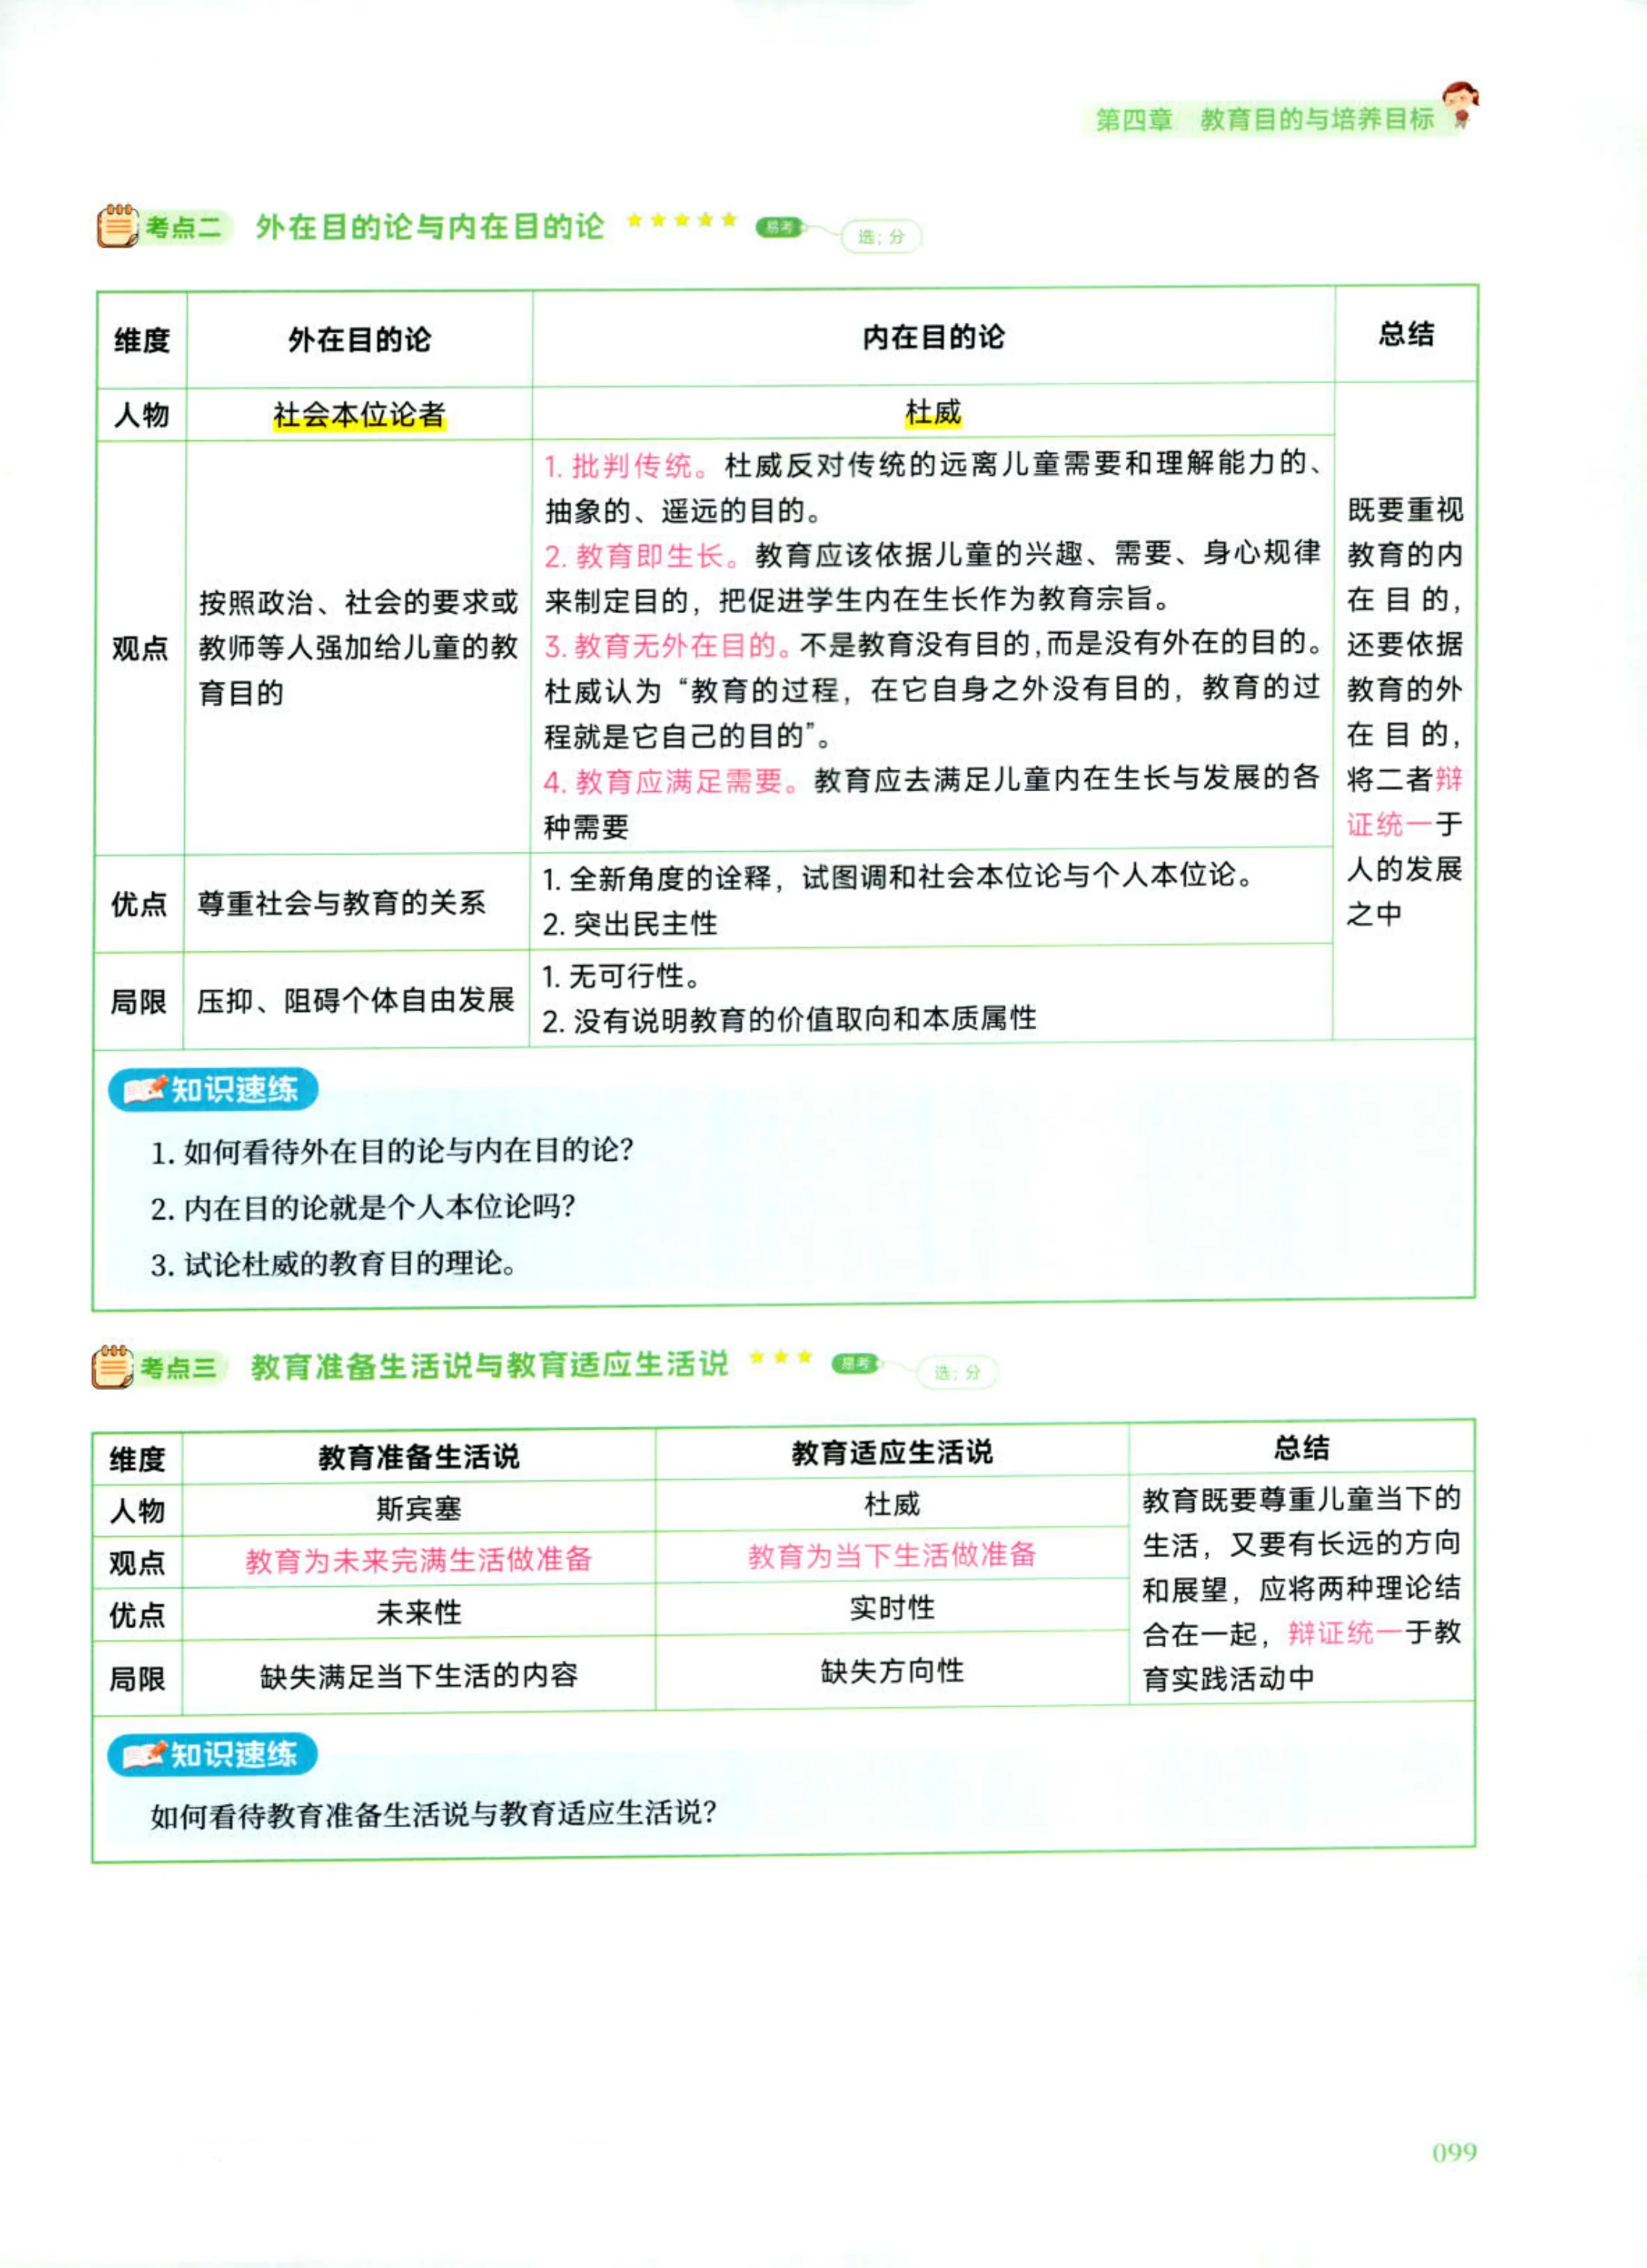 第四章 教育目的与培养目标
考点二 外在目的论与内在目的论 易考 选；分
维度 外在目的论 内在目的论 总结
人物 社会本位论者 杜威
观点
按照政治、社会的要求或
教师等人强加给儿童的教
育目的
1. 批判传统。杜威反对传统的远离儿童需要和理解能力的、
抽象的、遥远的目的。
2. 教育即生长。教育应该依据儿童的兴趣、需要、身心规律
来制定目的，把促进学生内在生长作为教育宗旨。
3. 教育无外在目的。不是教育没有目的，而是没有外在的目的。
杜威认为“教育的过程，在它自身之外没有目的，教育的过
程就是它自己的目的”。
4. 教育应满足需要。教育应去满足儿童内在生长与发展的各
种需要
优点 尊重社会与教育的关系
1. 全新角度的诠释，试图调和社会本位论与个人本位论。
2. 突出民主性
局限 压抑、阻碍个体自由发展
1. 无可行性。
2. 没有说明教育的价值取向和本质属性
既要重视
教育的内
在目的，
还要依据
教育的外
在目的，
将二者辩
证统一于
人的发展
之中
知识速练
1. 如何看待外在目的论与内在目的论？
2. 内在目的论就是个人本位论吗？
3. 试论杜威的教育目的理论。
考点三 教育准备生活说与教育适应生活说 易考 选；分
维度 教育准备生活说 教育适应生活说 总结
人物 斯宾塞 杜威
观点 教育为未来完满生活做准备 教育为当下生活做准备
优点 未来性 实时性
局限 缺失满足当下生活的内容 缺失方向性
教育既要尊重儿童当下的
生活，又要有长远的方向
和展望，应将两种理论结
合在一起，辩证统一于教
育实践活动中
知识速练
如何看待教育准备生活说与教育适应生活说？
099